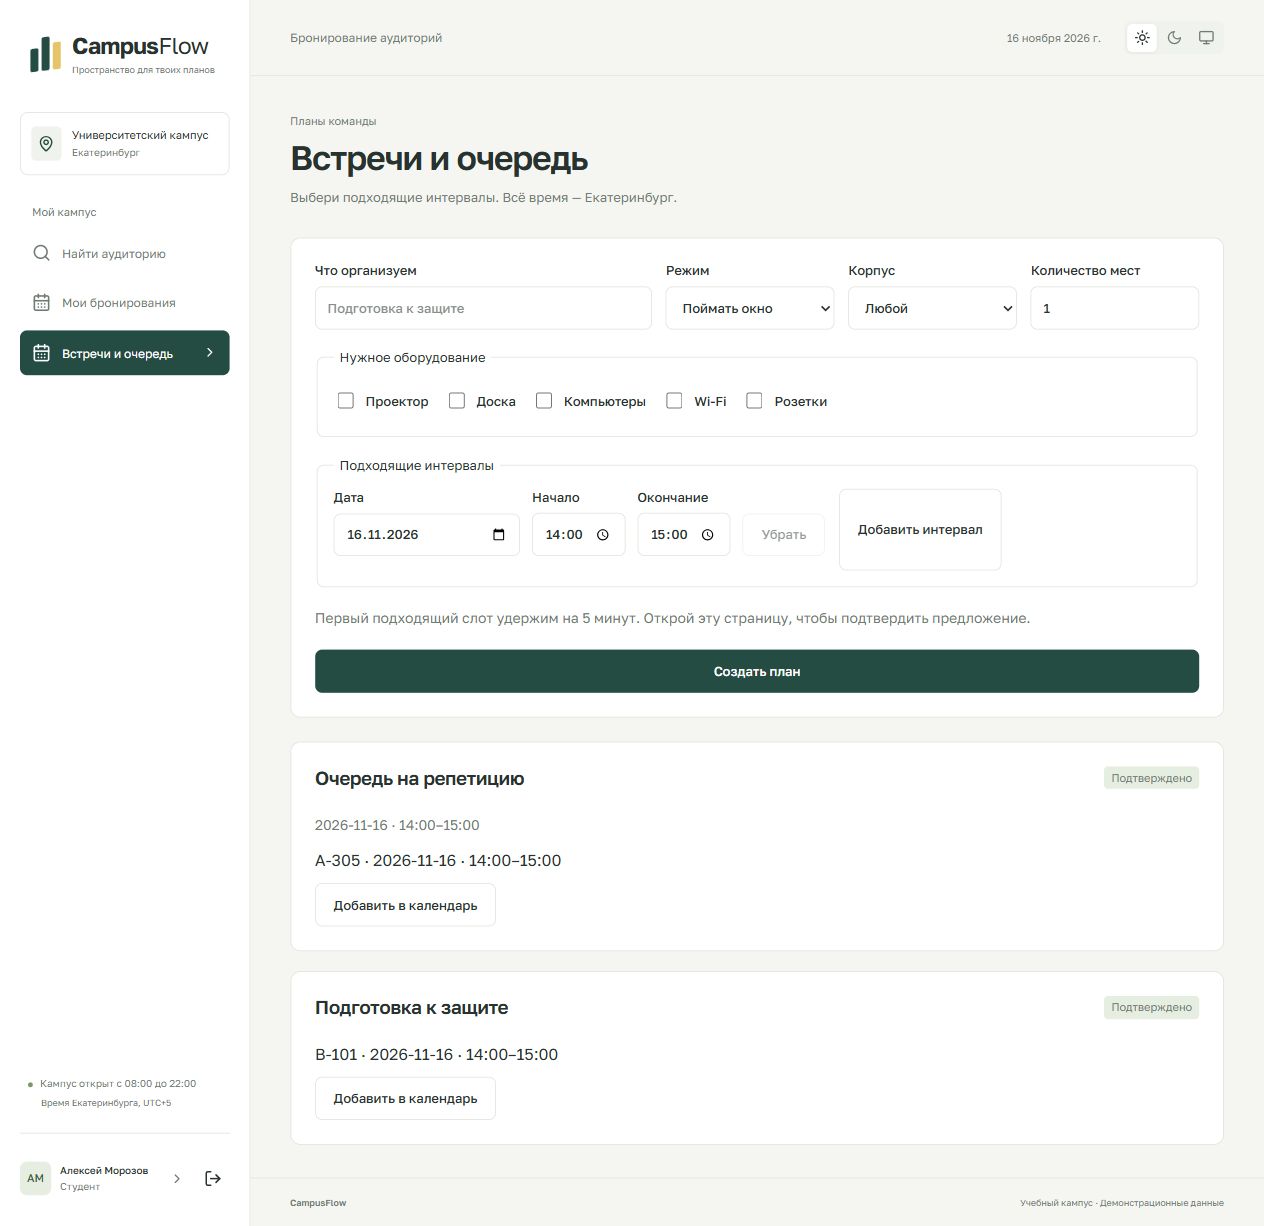 CampusFlow
Пространство для твоих планов
Университетский кампус
Екатеринбург
Мой кампус
Найти аудиторию
Мои бронирования
Встречи и очередь
Кампус открыт с 08:00 до 22:00
Время Екатеринбурга, UTC+5
АМ
Алексей Морозов
Студент
Бронирование аудиторий
16 ноября 2026 г.
Планы команды
Встречи и очередь
Выбери подходящие интервалы. Всё время — Екатеринбург.
Что организуем Режим Корпус Количество мест
Подготовка к защите Поймать окно Любой 1
Нужное оборудование
Проектор Доска Компьютеры Wi-Fi Розетки
Подходящие интервалы
Дата Начало Окончание
16.11.2026 14:00 15:00 Убрать Добавить интервал
Первый подходящий слот удержим на 5 минут. Открой эту страницу, чтобы подтвердить предложение.
Создать план
Очередь на репетицию Подтверждено
2026-11-16 · 14:00–15:00
А-305 · 2026-11-16 · 14:00–15:00
Добавить в календарь
Подготовка к защите Подтверждено
B-101 · 2026-11-16 · 14:00–15:00
Добавить в календарь
CampusFlow
Учебный кампус · Демонстрационные данные